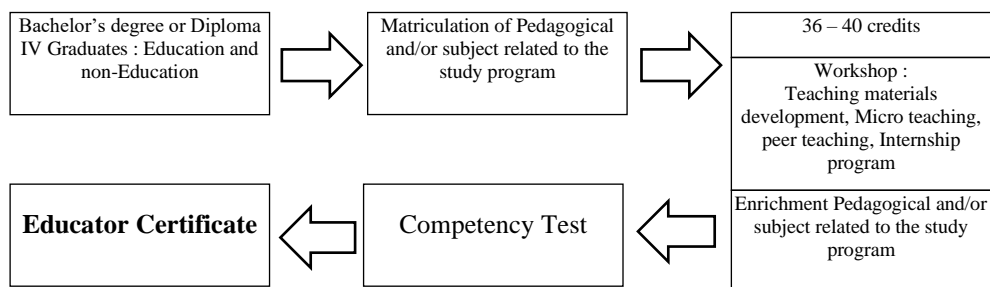 Bachelor’s degree or Diploma
IV Graduates : Education and
non-Education
Matriculation of Pedagogical
and/or subject related to the
study program
36 – 40 credits
Workshop :
Teaching materials
development, Micro teaching,
peer teaching, Internship
program
Enrichment Pedagogical and/or
subject related to the study
program
Competency Test
Educator Certificate